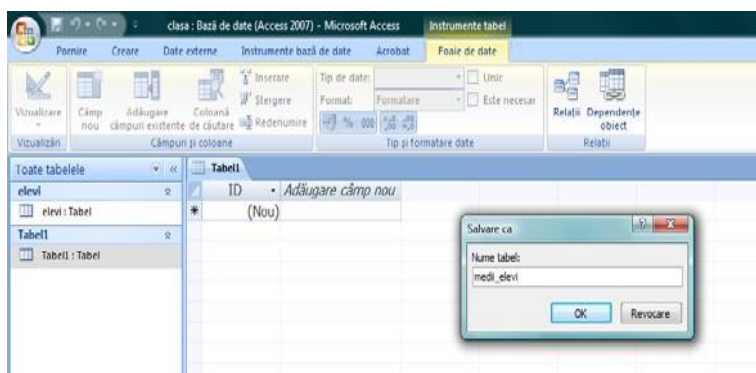 clasa : Bază de date (Access 2007) - Microsoft Access
Instrumente tabel
Pornire Creare Date externe Instrumente bază de date Acrobat Foaie de date
Vizualizare
Câmp nou
Adăugare câmpuri existente
Coloană de căutare
Inserare
Ștergere
Redenumire
Tip de date:
Format: Formatare
% 000
Unic
Este necesar
Relații
Dependențe obiect
Vizualizări Câmpuri și coloane Tip și formatare date Relații
Toate tabelele
elevi
elevi : Tabel
Tabel1
Tabel1 : Tabel
Tabel1
ID Adăugare câmp nou
(Nou)
Salvare ca
Nume tabel:
medii_elevi
OK Revocare